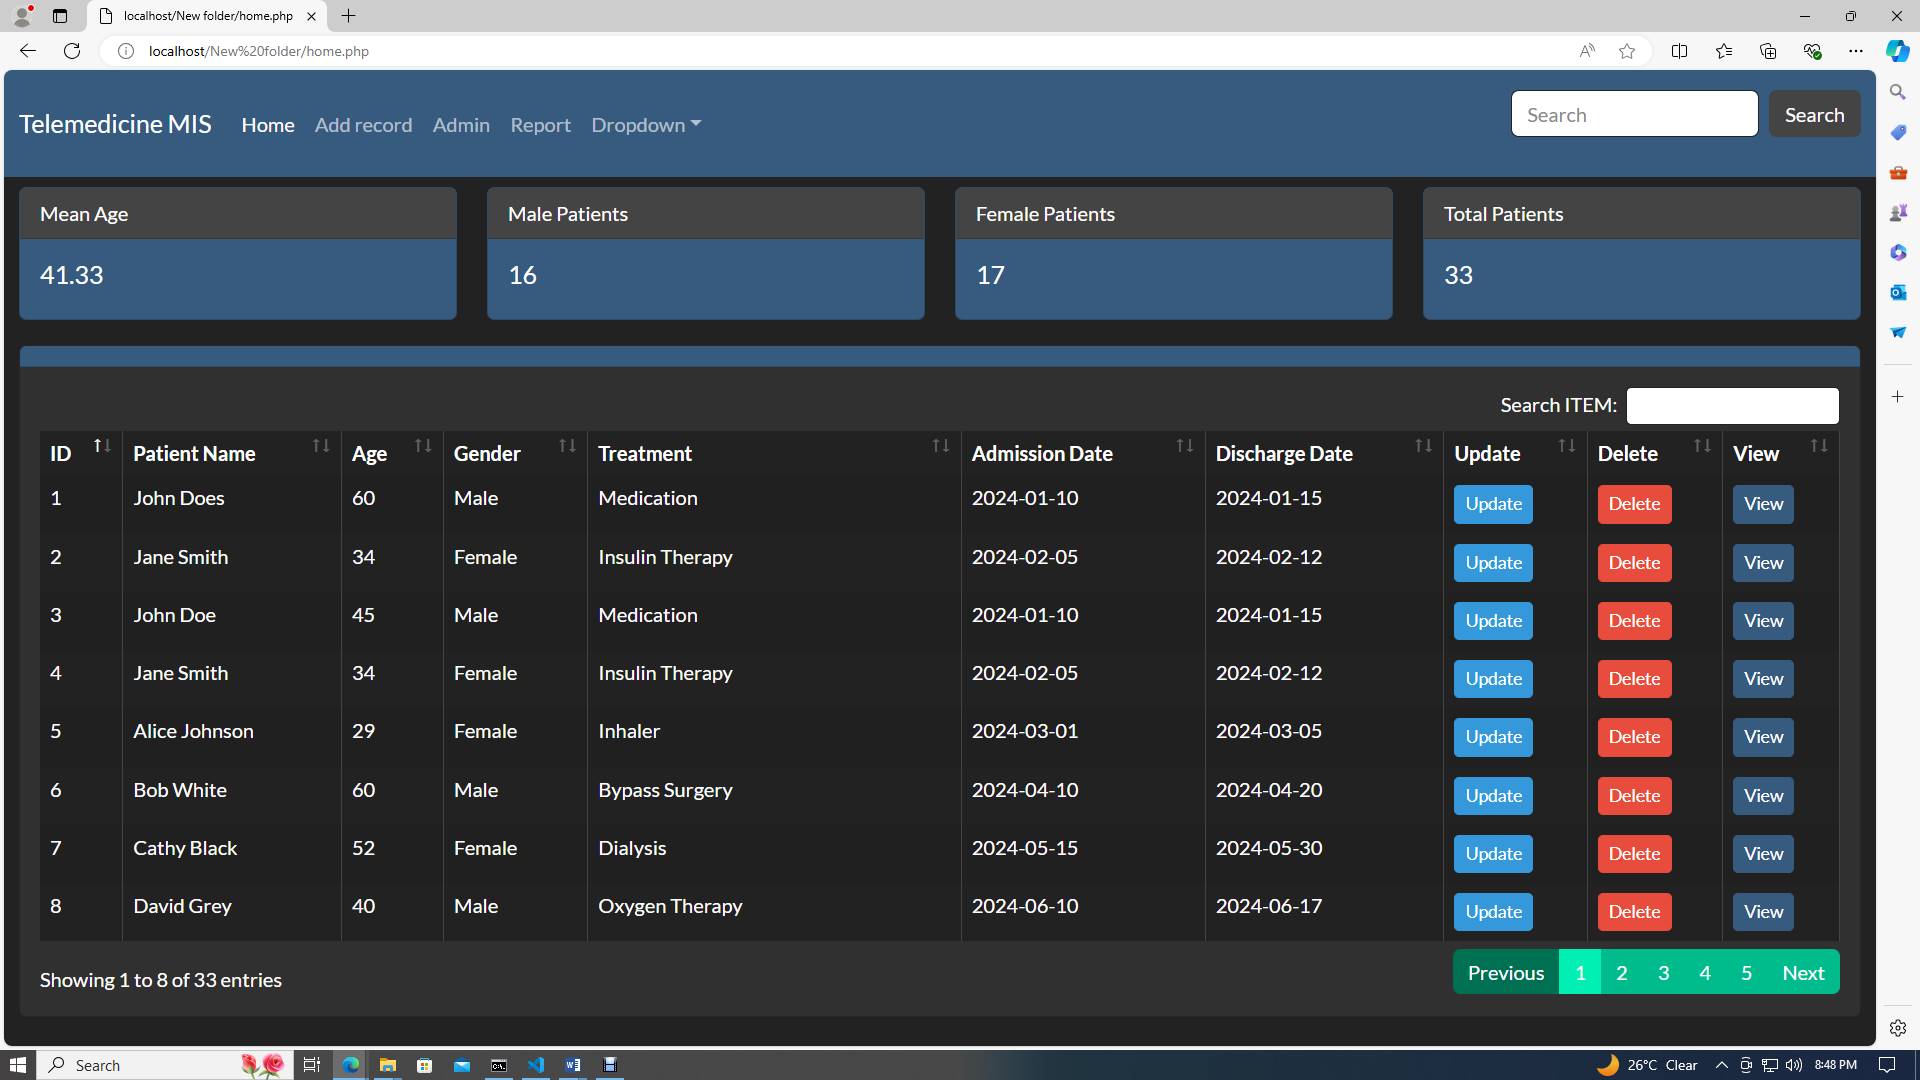 localhost/New folder/home.php
localhost/New%20folder/home.php
Telemedicine MIS Home Add record Admin Report Dropdown Search Search
Mean Age Male Patients Female Patients Total Patients
41.33 16 17 33
Search ITEM:
ID Patient Name Age Gender Treatment Admission Date Discharge Date Update Delete View
1 John Does 60 Male Medication 2024-01-10 2024-01-15 Update Delete View
2 Jane Smith 34 Female Insulin Therapy 2024-02-05 2024-02-12 Update Delete View
3 John Doe 45 Male Medication 2024-01-10 2024-01-15 Update Delete View
4 Jane Smith 34 Female Insulin Therapy 2024-02-05 2024-02-12 Update Delete View
5 Alice Johnson 29 Female Inhaler 2024-03-01 2024-03-05 Update Delete View
6 Bob White 60 Male Bypass Surgery 2024-04-10 2024-04-20 Update Delete View
7 Cathy Black 52 Female Dialysis 2024-05-15 2024-05-30 Update Delete View
8 David Grey 40 Male Oxygen Therapy 2024-06-10 2024-06-17 Update Delete View
Showing 1 to 8 of 33 entries Previous 1 2 3 4 5 Next
Search 26°C Clear 8:48 PM